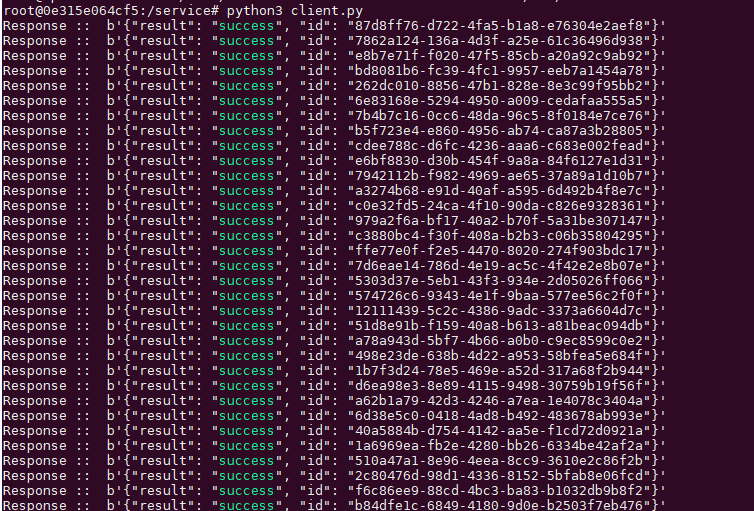 root@0e315e064cf5:/service# python3 client.py
Response ::  b'{"result": "success", "id": "87d8ff76-d722-4fa5-b1a8-e76304e2aef8"}'
Response ::  b'{"result": "success", "id": "7862a124-136a-4d3f-a25e-61c36496d938"}'
Response ::  b'{"result": "success", "id": "e8b7e71f-f020-47f5-85cb-a20a92c9ab92"}'
Response ::  b'{"result": "success", "id": "bd8081b6-fc39-4fc1-9957-eeb7a1454a78"}'
Response ::  b'{"result": "success", "id": "262dc010-8856-47b1-828e-8e3c99f95bb2"}'
Response ::  b'{"result": "success", "id": "6e83168e-5294-4950-a009-cedafaa555a5"}'
Response ::  b'{"result": "success", "id": "7b4b7c16-0cc6-48da-96c5-8f0184e7ce76"}'
Response ::  b'{"result": "success", "id": "b5f723e4-e860-4956-ab74-ca87a3b28805"}'
Response ::  b'{"result": "success", "id": "cdee788c-d6fc-4236-aaa6-c683e002fead"}'
Response ::  b'{"result": "success", "id": "e6bf8830-d30b-454f-9a8a-84f6127e1d31"}'
Response ::  b'{"result": "success", "id": "7942112b-f982-4969-ae65-37a89a1d10b7"}'
Response ::  b'{"result": "success", "id": "a3274b68-e91d-40af-a595-6d492b4f8e7c"}'
Response ::  b'{"result": "success", "id": "c0e32fd5-24ca-4f10-90da-c826e9328361"}'
Response ::  b'{"result": "success", "id": "979a2f6a-bf17-40a2-b70f-5a31be307147"}'
Response ::  b'{"result": "success", "id": "c3880bc4-f30f-408a-b2b3-c06b35804295"}'
Response ::  b'{"result": "success", "id": "ffe77e0f-f2e5-4470-8020-274f903bdc17"}'
Response ::  b'{"result": "success", "id": "7d6eae14-786d-4e19-ac5c-4f42e2e8b07e"}'
Response ::  b'{"result": "success", "id": "5303d37e-5eb1-43f3-934e-2d05026ff066"}'
Response ::  b'{"result": "success", "id": "574726c6-9343-4e1f-9baa-577ee56c2f0f"}'
Response ::  b'{"result": "success", "id": "12111439-5c2c-4386-9adc-3373a6604d7c"}'
Response ::  b'{"result": "success", "id": "51d8e91b-f159-40a8-b613-a81beac094db"}'
Response ::  b'{"result": "success", "id": "a78a943d-5bf7-4b66-a0b0-c9ec8599c0e2"}'
Response ::  b'{"result": "success", "id": "498e23de-638b-4d22-a953-58bfea5e684f"}'
Response ::  b'{"result": "success", "id": "1b7f3d24-78e5-469e-a52d-317a68f2b944"}'
Response ::  b'{"result": "success", "id": "d6ea98e3-8e89-4115-9498-30759b19f56f"}'
Response ::  b'{"result": "success", "id": "a62b1a79-42d3-4246-a7ea-1e4078c3404a"}'
Response ::  b'{"result": "success", "id": "6d38e5c0-0418-4ad8-b492-483678ab993e"}'
Response ::  b'{"result": "success", "id": "40a5884b-d754-4142-aa5e-f1cd72d0921a"}'
Response ::  b'{"result": "success", "id": "1a6969ea-fb2e-4280-bb26-6334be42af2a"}'
Response ::  b'{"result": "success", "id": "510a47a1-8e96-4eea-8cc9-3610e2c86f2b"}'
Response ::  b'{"result": "success", "id": "2c80476d-98d1-4336-8152-5bfab8e06fcd"}'
Response ::  b'{"result": "success", "id": "f6c86ee9-88cd-4bc3-ba83-b1032db9b8f2"}'
Response ::  b'{"result": "success", "id": "b84dfe1c-6849-4180-9d0e-b2503f7eb476"}'